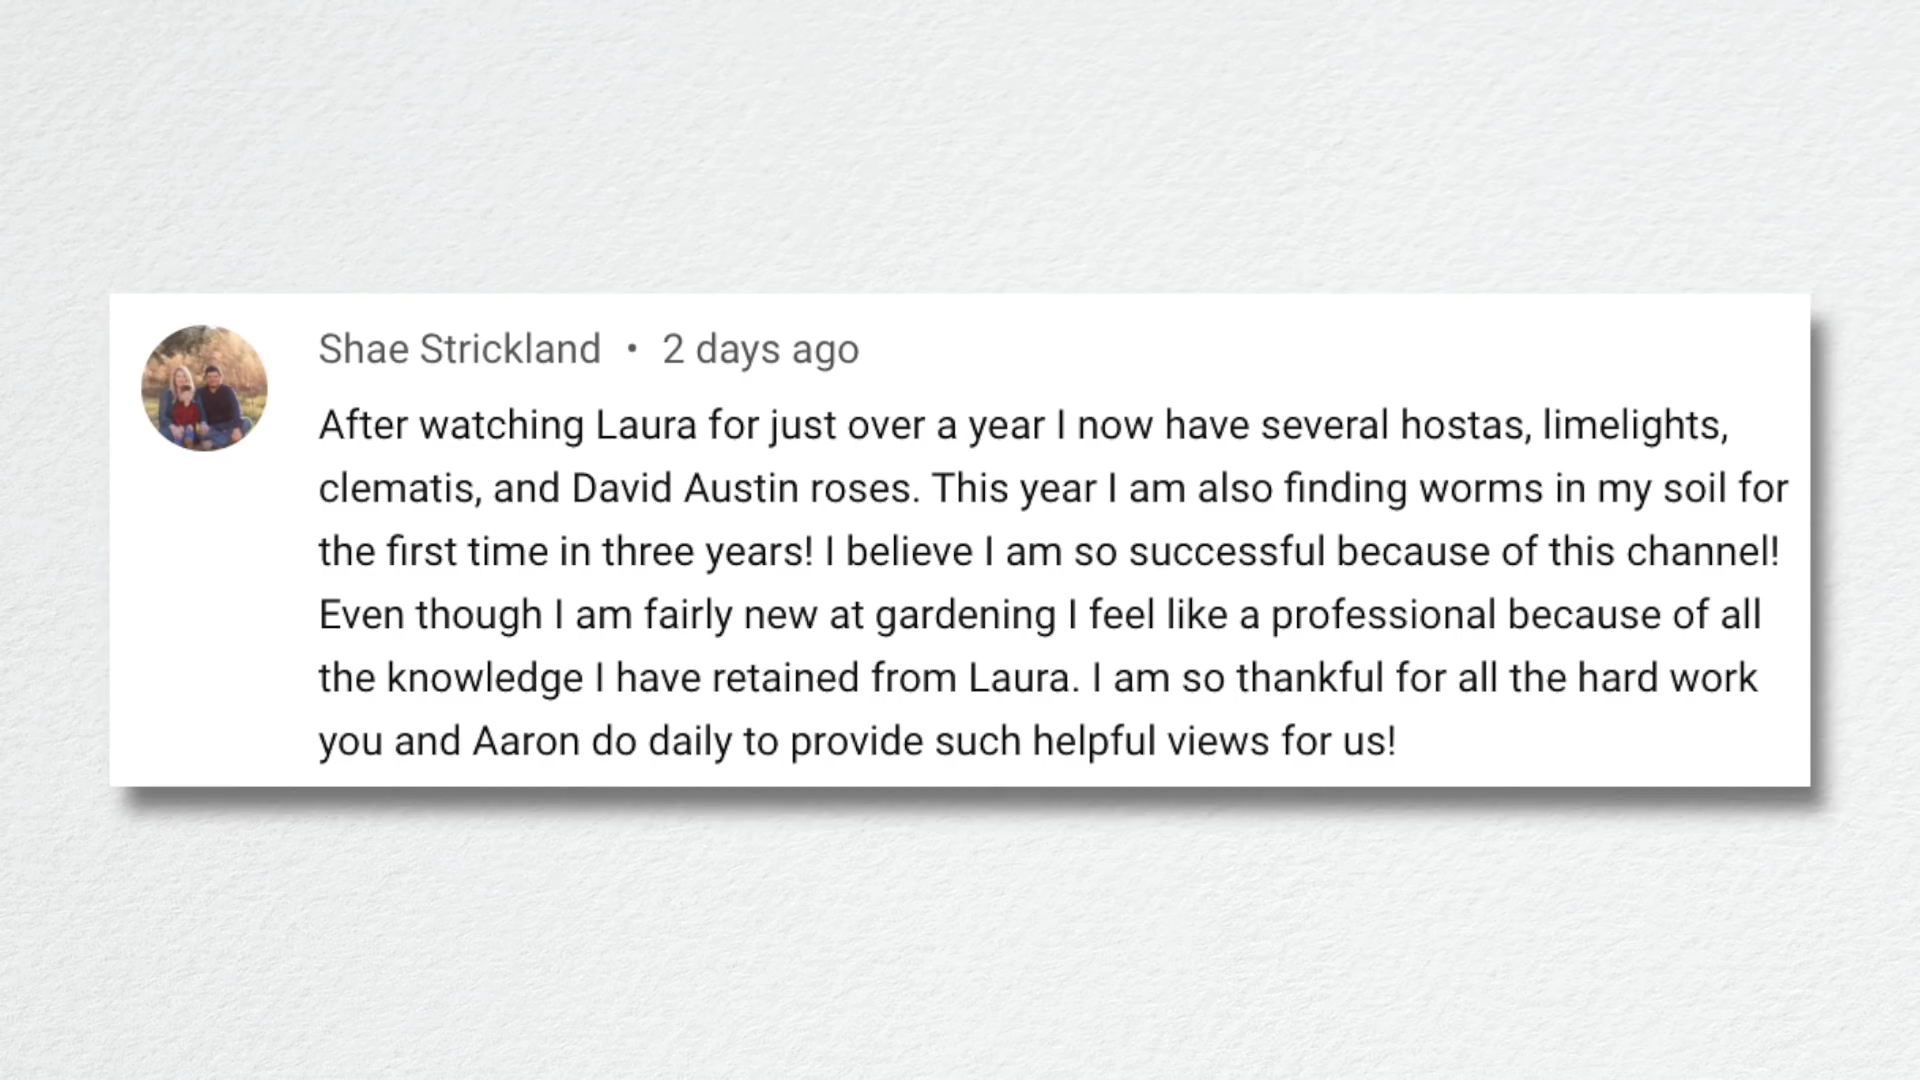 Shae Strickland • 2 days ago
After watching Laura for just over a year I now have several hostas, limelights,
clematis, and David Austin roses. This year I am also finding worms in my soil for
the first time in three years! I believe I am so successful because of this channel!
Even though I am fairly new at gardening I feel like a professional because of all
the knowledge I have retained from Laura. I am so thankful for all the hard work
you and Aaron do daily to provide such helpful views for us!